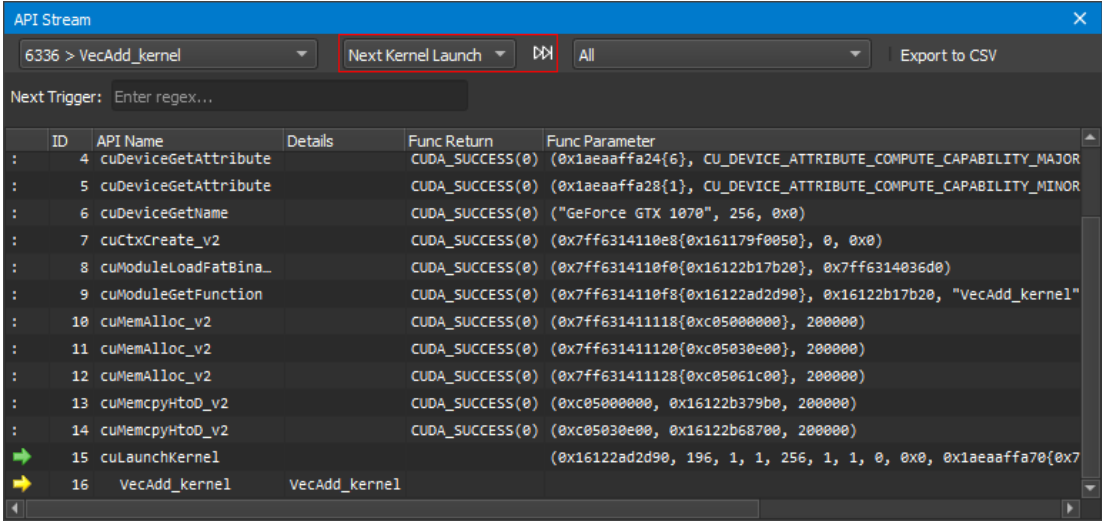 API Stream
6336 > VecAdd_kernel Next Kernel Launch All Export to CSV
Next Trigger: Enter regex...
ID API Name Details Func Return Func Parameter
: 4 cuDeviceGetAttribute CUDA_SUCCESS(0) (0x1aeaaffa24{6}, CU_DEVICE_ATTRIBUTE_COMPUTE_CAPABILITY_MAJOR
: 5 cuDeviceGetAttribute CUDA_SUCCESS(0) (0x1aeaaffa28{1}, CU_DEVICE_ATTRIBUTE_COMPUTE_CAPABILITY_MINOR
: 6 cuDeviceGetName CUDA_SUCCESS(0) ("GeForce GTX 1070", 256, 0x0)
: 7 cuCtxCreate_v2 CUDA_SUCCESS(0) (0x7ff6314110e8{0x161179f0050}, 0, 0x0)
: 8 cuModuleLoadFatBina… CUDA_SUCCESS(0) (0x7ff6314110f0{0x16122b17b20}, 0x7ff6314036d0)
: 9 cuModuleGetFunction CUDA_SUCCESS(0) (0x7ff6314110f8{0x16122ad2d90}, 0x16122b17b20, "VecAdd_kernel"
: 10 cuMemAlloc_v2 CUDA_SUCCESS(0) (0x7ff631411118{0xc05000000}, 200000)
: 11 cuMemAlloc_v2 CUDA_SUCCESS(0) (0x7ff631411120{0xc05030e00}, 200000)
: 12 cuMemAlloc_v2 CUDA_SUCCESS(0) (0x7ff631411128{0xc05061c00}, 200000)
: 13 cuMemcpyHtoD_v2 CUDA_SUCCESS(0) (0xc05000000, 0x16122b379b0, 200000)
: 14 cuMemcpyHtoD_v2 CUDA_SUCCESS(0) (0xc05030e00, 0x16122b68700, 200000)
15 cuLaunchKernel (0x16122ad2d90, 196, 1, 1, 256, 1, 1, 0, 0x0, 0x1aeaaffa70{0x7
16 VecAdd_kernel VecAdd_kernel